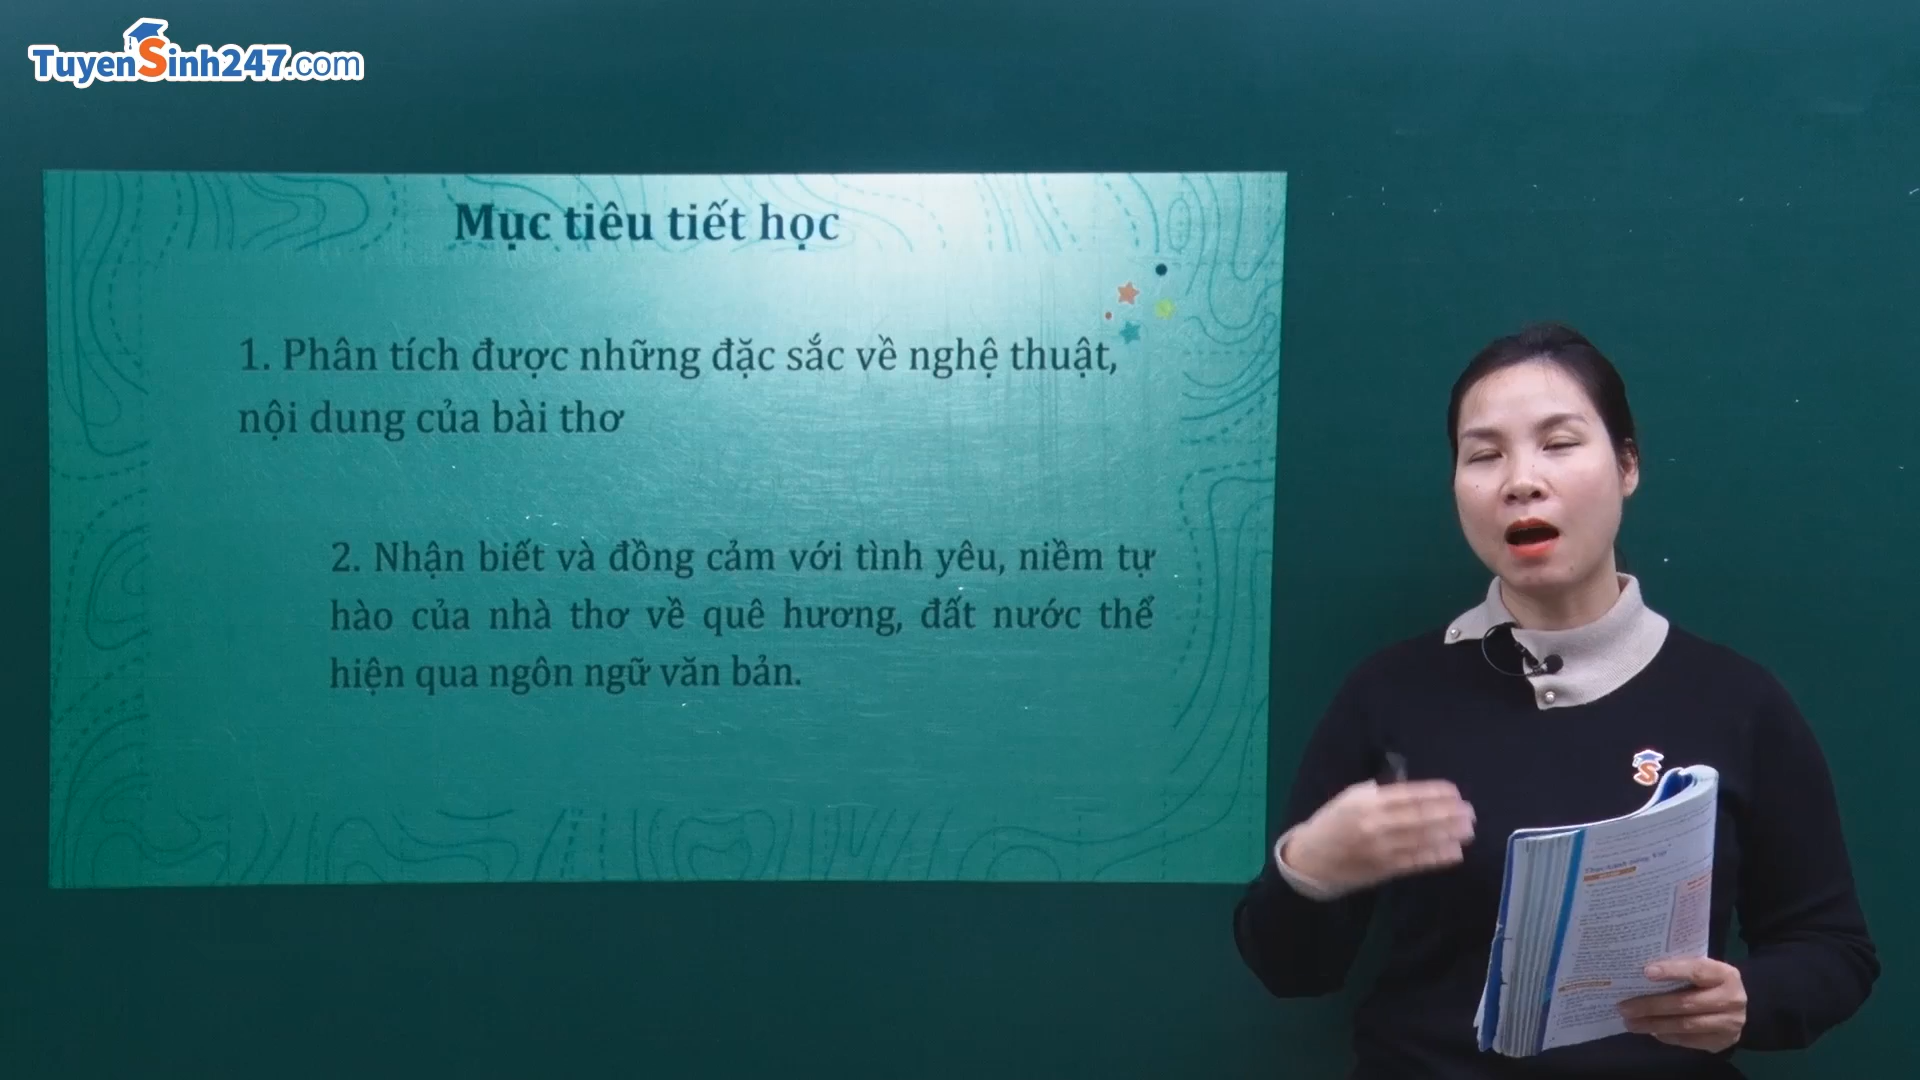 TuyenSinh247.com
Mục tiêu tiết học
1. Phân tích được những đặc sắc về nghệ thuật,
nội dung của bài thơ
2. Nhận biết và đồng cảm với tình yêu, niềm tự
hào của nhà thơ về quê hương, đất nước thể
hiện qua ngôn ngữ văn bản.